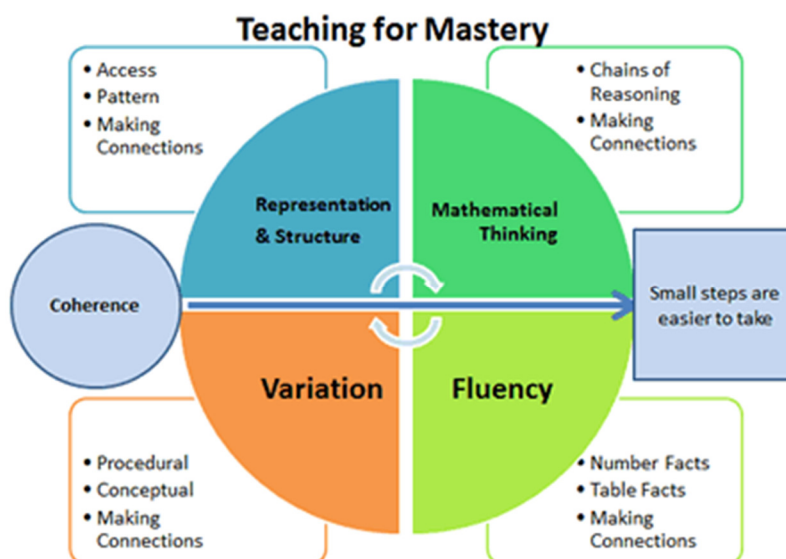 Teaching for Mastery
• Access
• Pattern
• Making
Connections
• Chains of
Reasoning
• Making
Connections
Representation
& Structure
Mathematical
Thinking
Coherence
Small steps are
easier to take
Variation
Fluency
• Procedural
• Conceptual
• Making
Connections
• Number Facts
• Table Facts
• Making
Connections